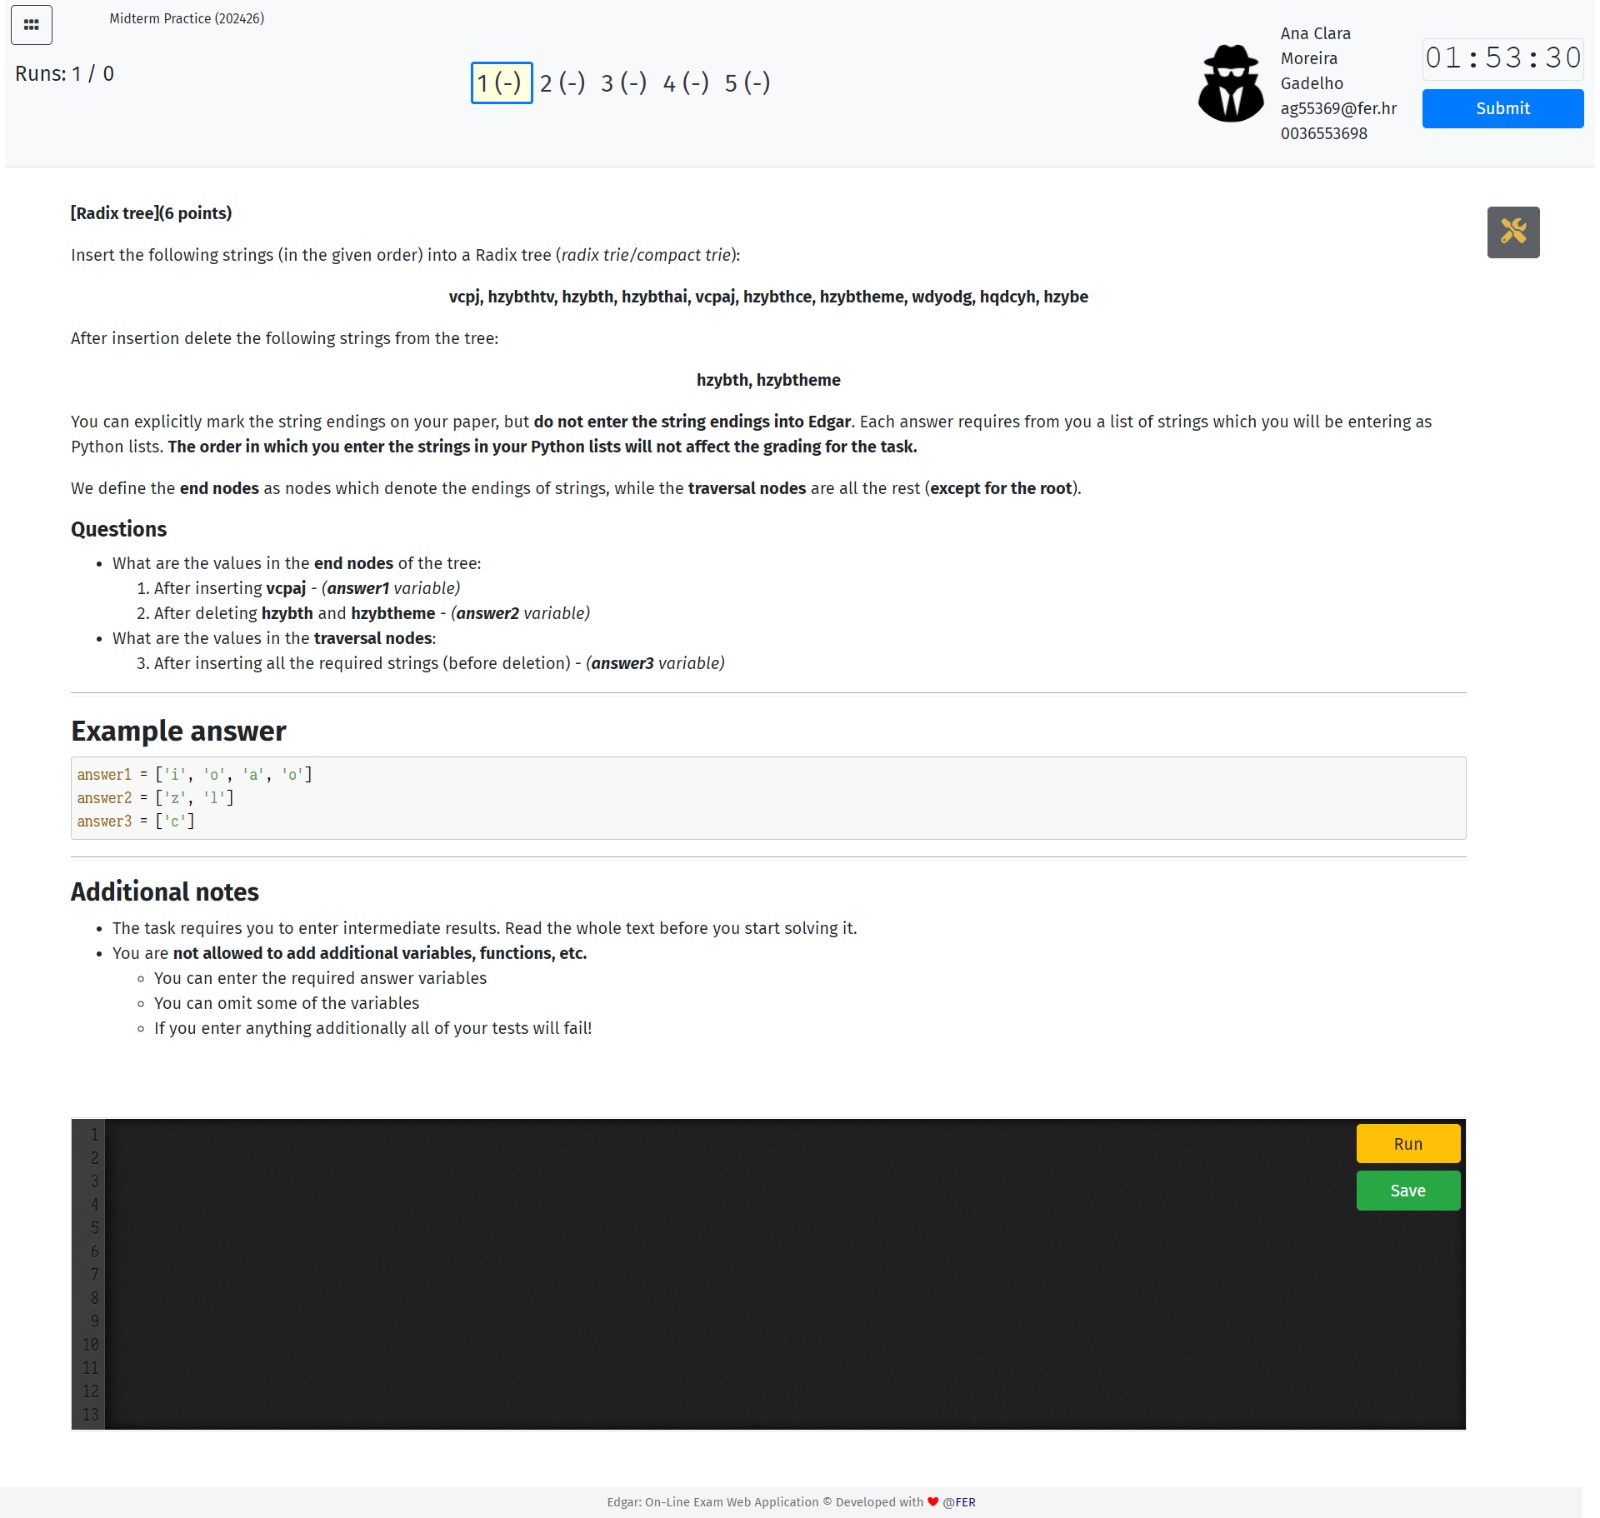 Midterm Practice (202426)
Runs: 1 / 0
1 (-) 2 (-) 3 (-) 4 (-) 5 (-)
Ana Clara
Moreira
Gadelho
ag55369@fer.hr
0036553698
01:53:30
Submit
[Radix tree](6 points)
Insert the following strings (in the given order) into a Radix tree (radix trie/compact trie):
vcpj, hzybthtv, hzybth, hzybthai, vcpaj, hzybthce, hzybtheme, wdyodg, hqdcyh, hzybe
After insertion delete the following strings from the tree:
hzybth, hzybtheme
You can explicitly mark the string endings on your paper, but do not enter the string endings into Edgar. Each answer requires from you a list of strings which you will be entering as
Python lists. The order in which you enter the strings in your Python lists will not affect the grading for the task.
We define the end nodes as nodes which denote the endings of strings, while the traversal nodes are all the rest (except for the root).
Questions
• What are the values in the end nodes of the tree:
1. After inserting vcpaj - (answer1 variable)
2. After deleting hzybth and hzybtheme - (answer2 variable)
• What are the values in the traversal nodes:
3. After inserting all the required strings (before deletion) - (answer3 variable)
Example answer
answer1 = ['i', 'o', 'a', 'o']
answer2 = ['z', 'l']
answer3 = ['c']
Additional notes
• The task requires you to enter intermediate results. Read the whole text before you start solving it.
• You are not allowed to add additional variables, functions, etc.
◦ You can enter the required answer variables
◦ You can omit some of the variables
◦ If you enter anything additionally all of your tests will fail!
1
2
3
4
5
6
7
8
9
10
11
12
13
Run
Save
Edgar: On-Line Exam Web Application © Developed with ♥ @FER